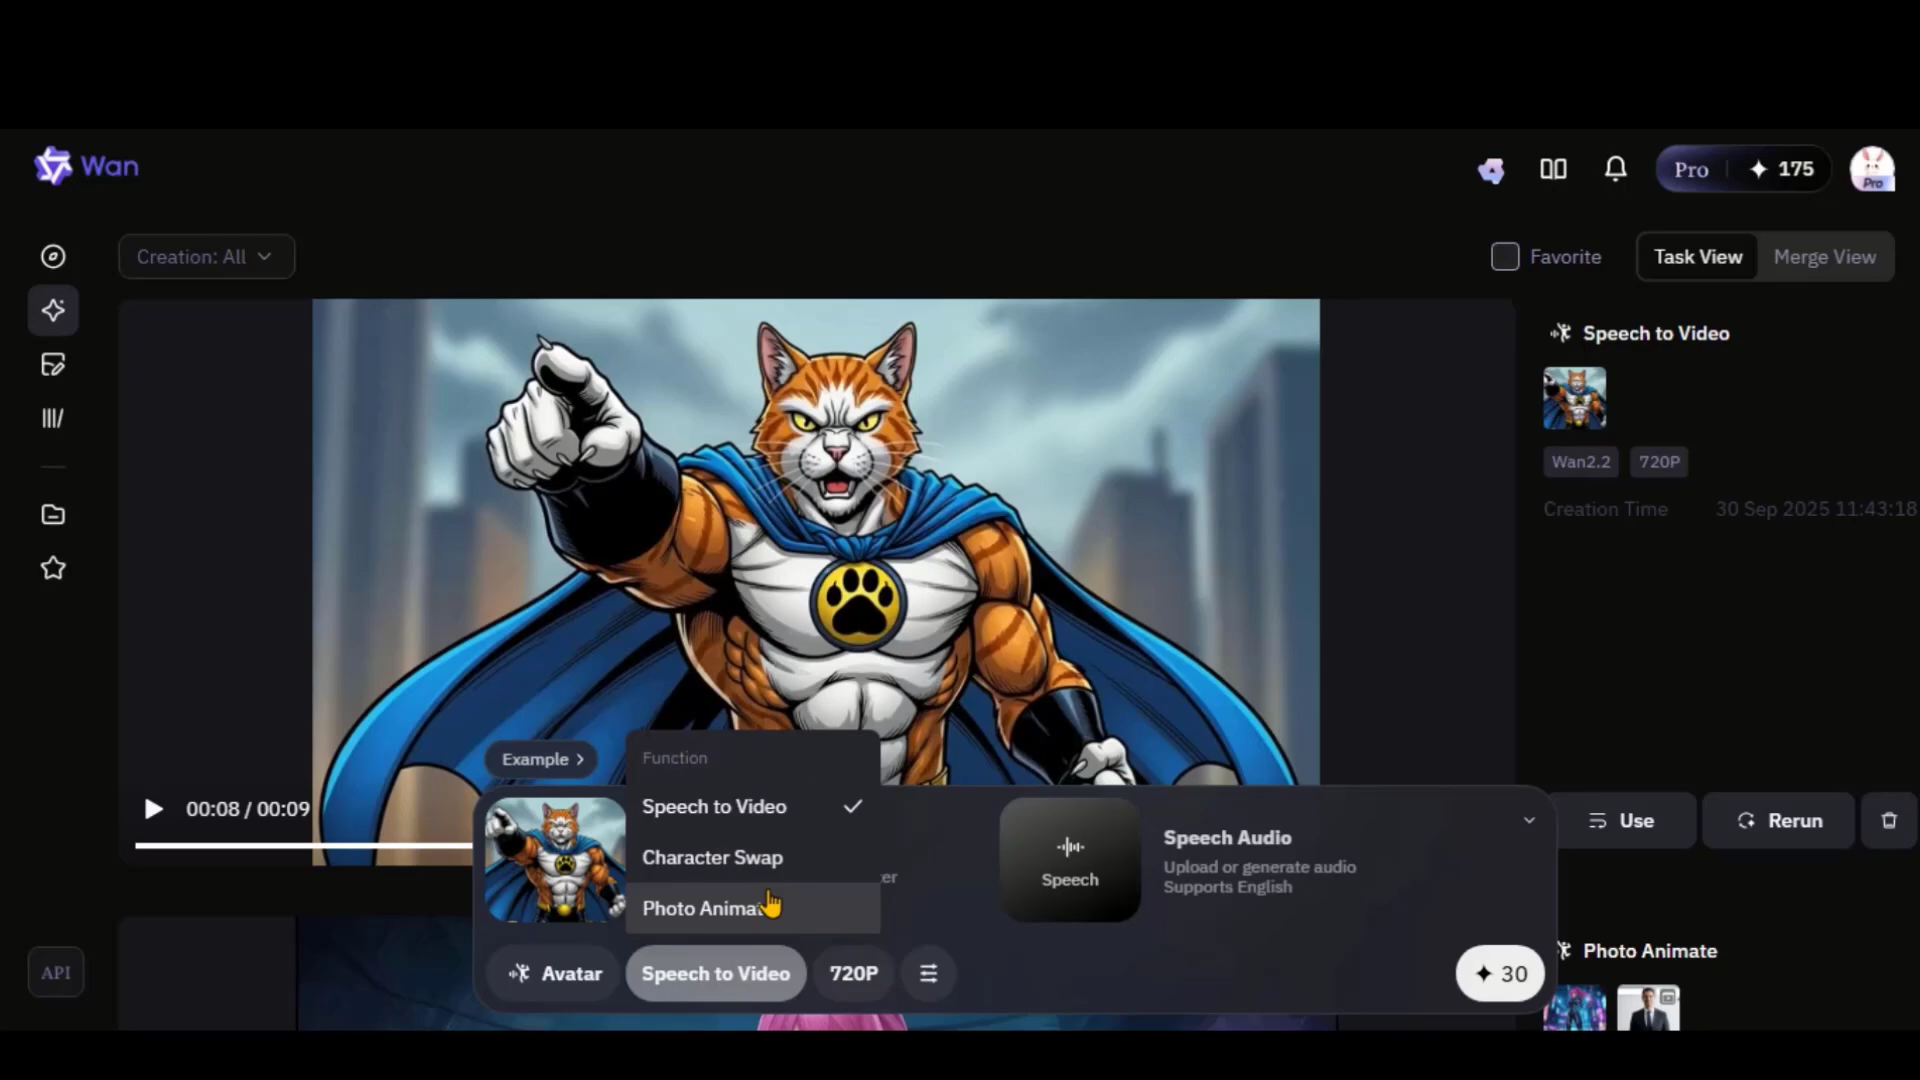 Wan
Pro
175
Pro
Creation: All
Favorite
Task View
Merge View
Speech to Video
Wan2.2
720P
Creation Time
30 Sep 2025 11:43:18
Example >
Function
Speech to Video
Character Swap
Photo
00:08 / 00:09
Speech
Speech Audio
Upload or generate audio
Supports English
Use
Rerun
Photo Animate
API
Avatar
Speech to Video
720P
30